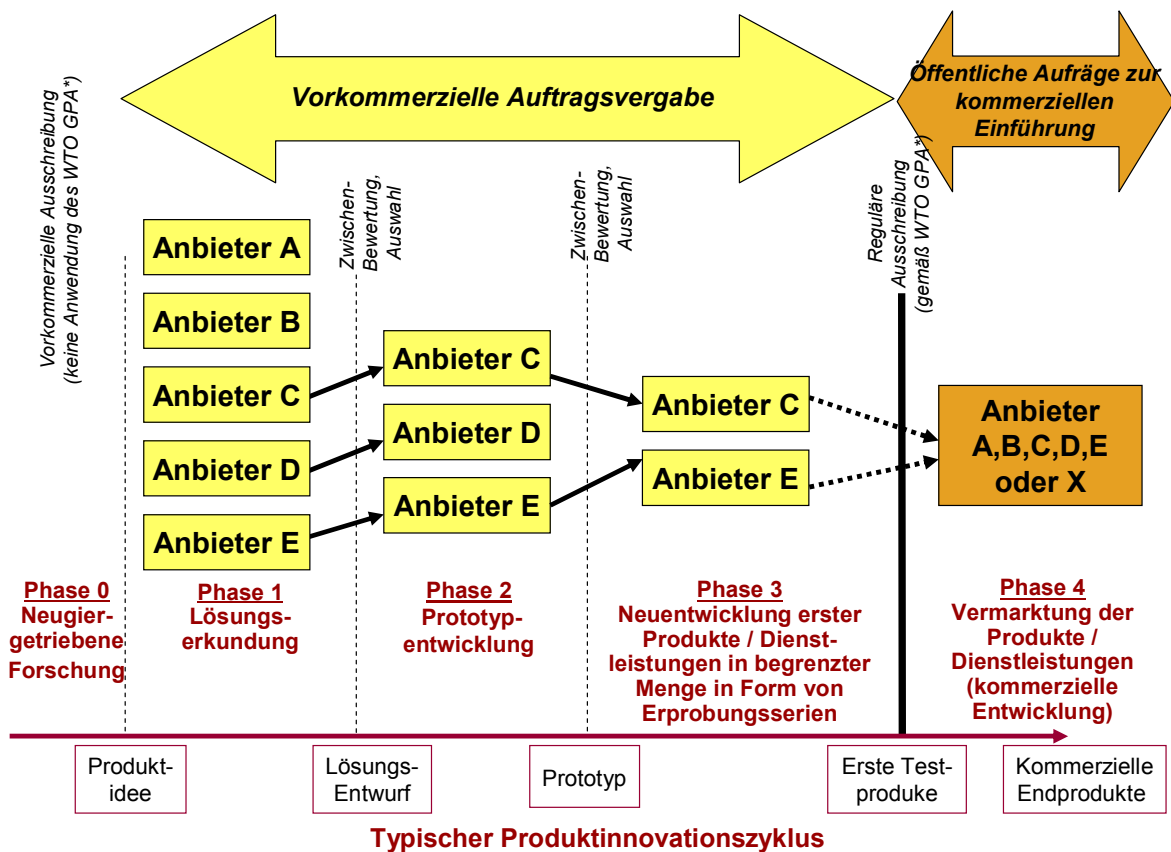 Vorkommerzielle Auftragsvergabe
Öffentliche Aufräge zur
kommerziellen
Einführung
Vorkommerzielle Ausschreibung
(keine Anwendung des WTO GPA*)
Zwischen-
Bewertung,
Auswahl
Zwischen-
Bewertung,
Auswahl
Reguläre
Ausschreibung
(gemäß WTO GPA*)
Anbieter A
Anbieter B
Anbieter C
Anbieter D
Anbieter E
Anbieter C
Anbieter D
Anbieter E
Anbieter C
Anbieter E
Anbieter
A,B,C,D,E
oder X
Phase 0
Neugier-
getriebene
Forschung
Phase 1
Lösungs-
erkundung
Phase 2
Prototyp-
entwicklung
Phase 3
Neuentwicklung erster
Produkte / Dienst-
leistungen in begrenzter
Menge in Form von
Erprobungsserien
Phase 4
Vermarktung der
Produkte /
Dienstleistungen
(kommerzielle
Entwicklung)
Produkt-
idee
Lösungs-
Entwurf
Prototyp
Erste Test-
produke
Kommerzielle
Endprodukte
Typischer Produktinnovationszyklus